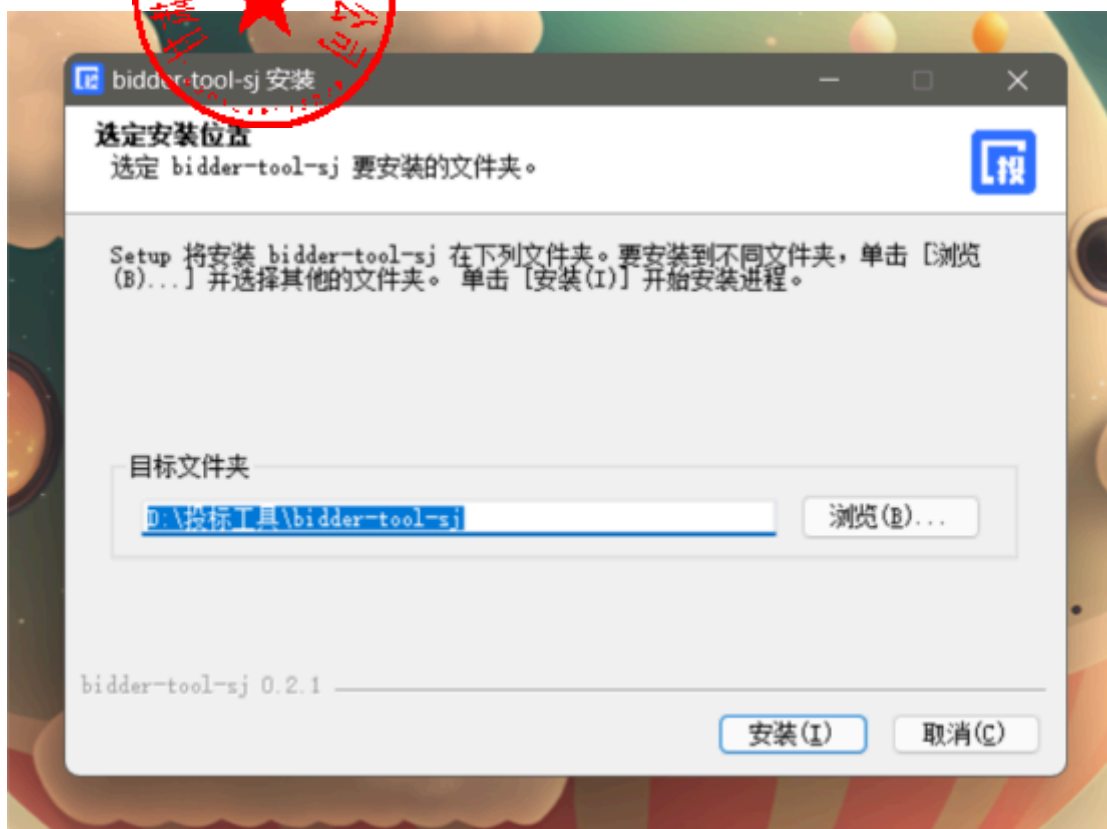 bidder-tool-sj 安装
选定安装位置
选定 bidder-tool-sj 要安装的文件夹。
投
Setup 将安装 bidder-tool-sj 在下列文件夹。要安装到不同文件夹,单击 [浏览
(B)...] 并选择其他的文件夹。 单击 [安装(I)] 开始安装进程。
目标文件夹
D:\投标工具\bidder-tool-sj
浏览(B)...
bidder-tool-sj 0.2.1
安装(I)
取消(C)